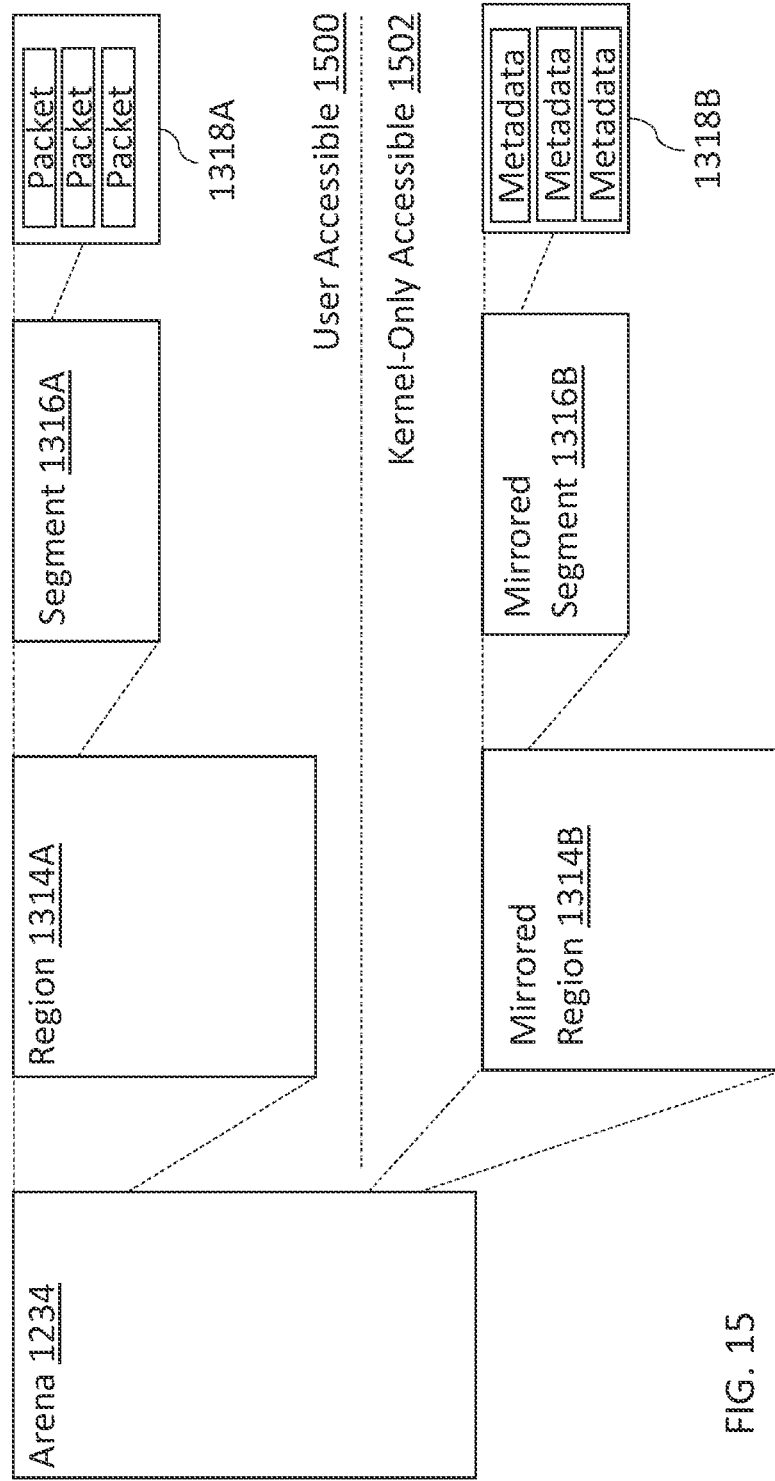 Arena 1234
Region 1314A
Segment 1316A
Packet
Packet
Packet
1318A
User Accessible 1500
Kernel-Only Accessible 1502
Mirrored
Region 1314B
Mirrored
Segment 1316B
Metadata
Metadata
Metadata
1318B
FIG. 15